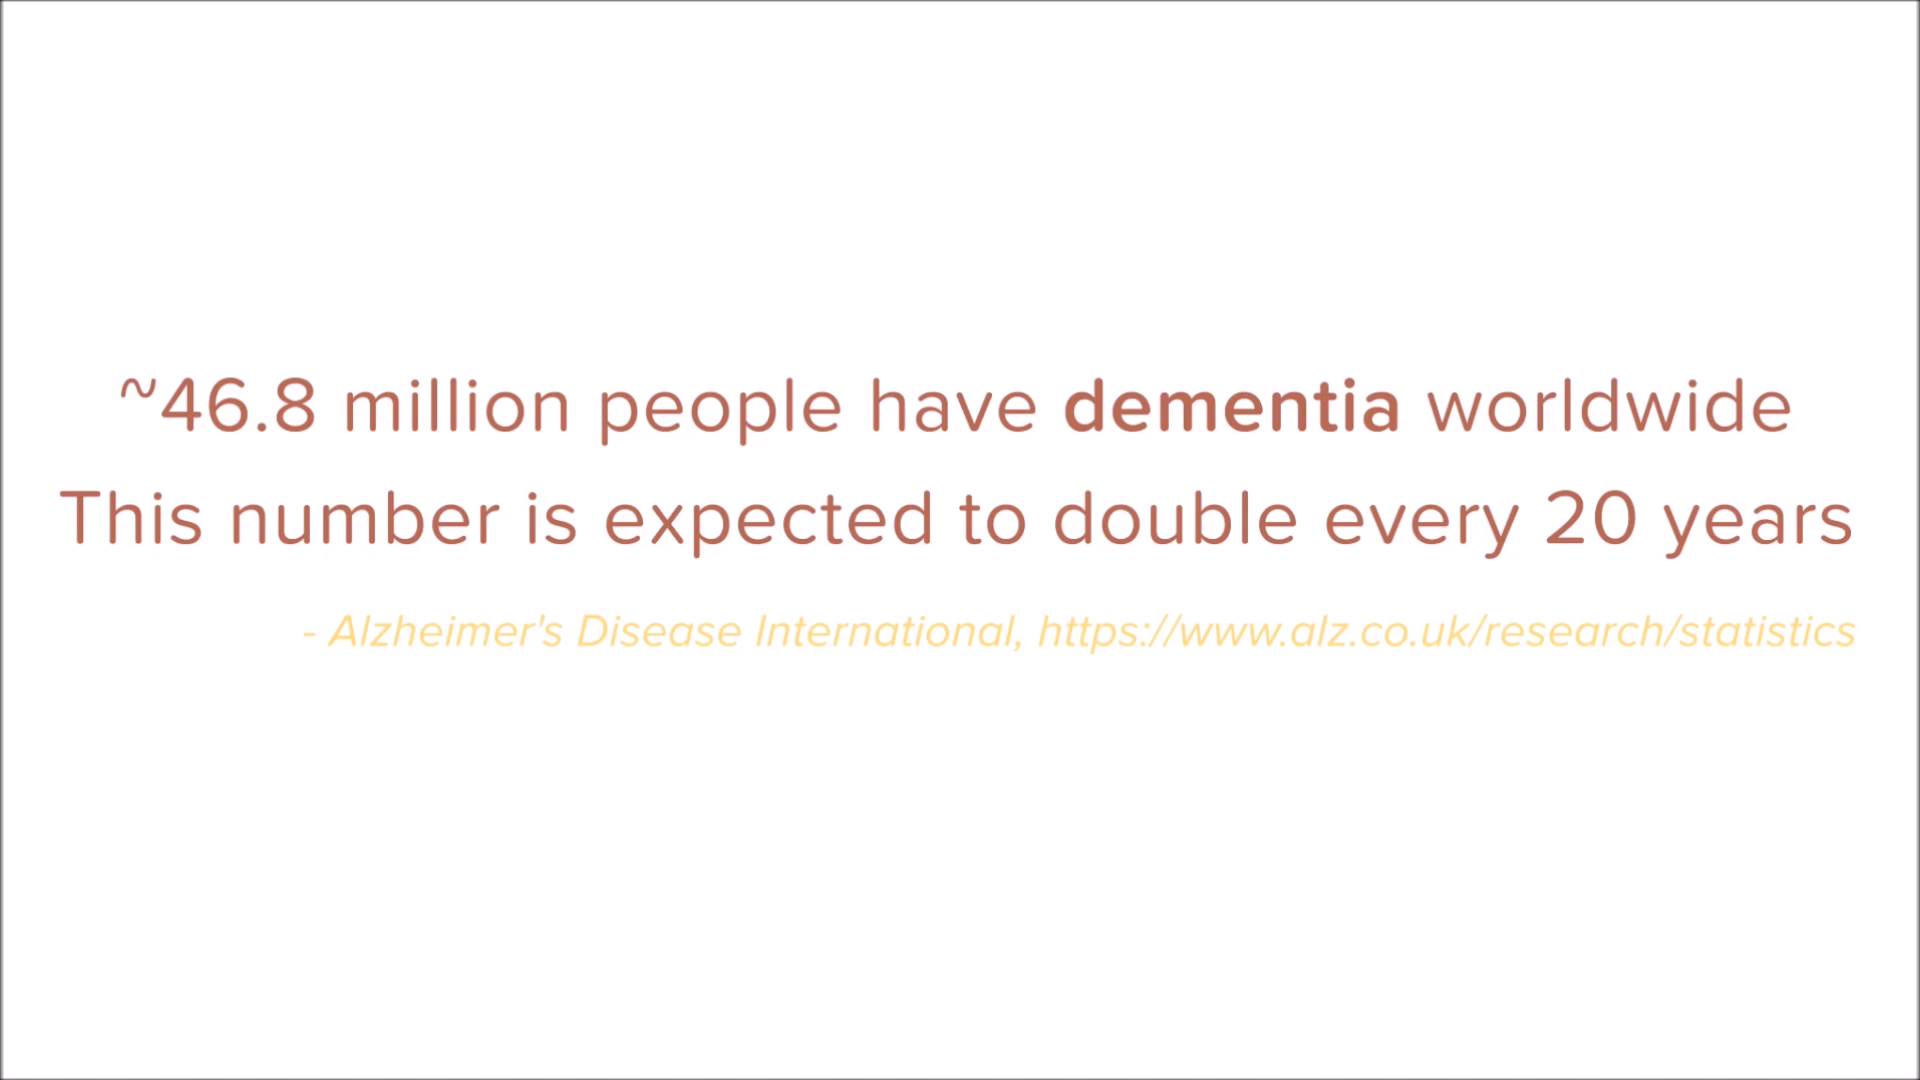 ~46.8 million people have dementia worldwide
This number is expected to double every 20 years
- Alzheimer's Disease International, https://www.alz.co.uk/research/statistics